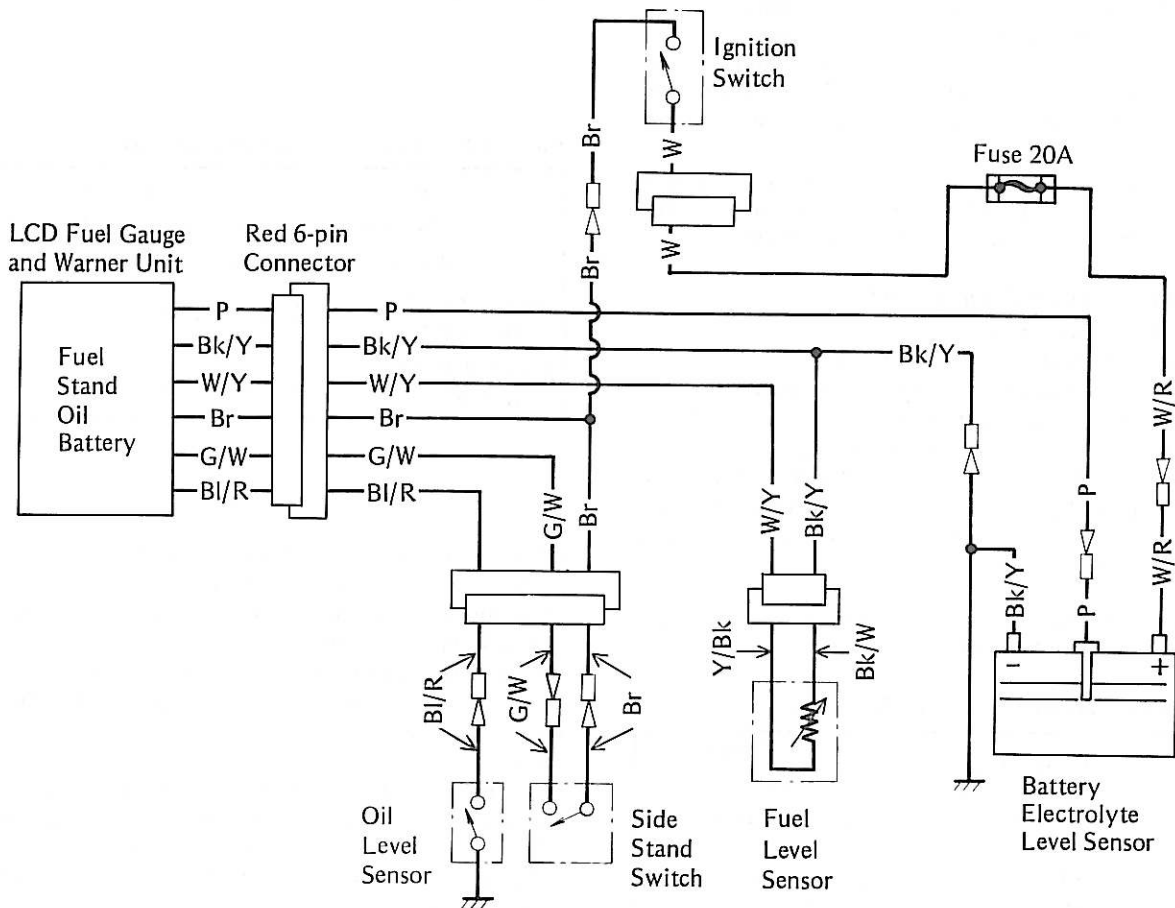 Ignition
Switch
Br
W
Fuse 20A
LCD Fuel Gauge
and Warner Unit
Red 6-pin
Connector
Br
W
P
P
Bk/Y
Bk/Y
Bk/Y
Fuel
Stand
Oil
Battery
W/Y
W/Y
Br
Br
G/W
G/W
Bl/R
Bl/R
W/R
G/W
Br
W/Y
Bk/Y
P
W/R
Bk/Y
P
Y/Bk
Bk/W
- +
Bl/R
G/W
Br
Oil
Level
Sensor
Side
Stand
Switch
Fuel
Level
Sensor
Battery
Electrolyte
Level Sensor